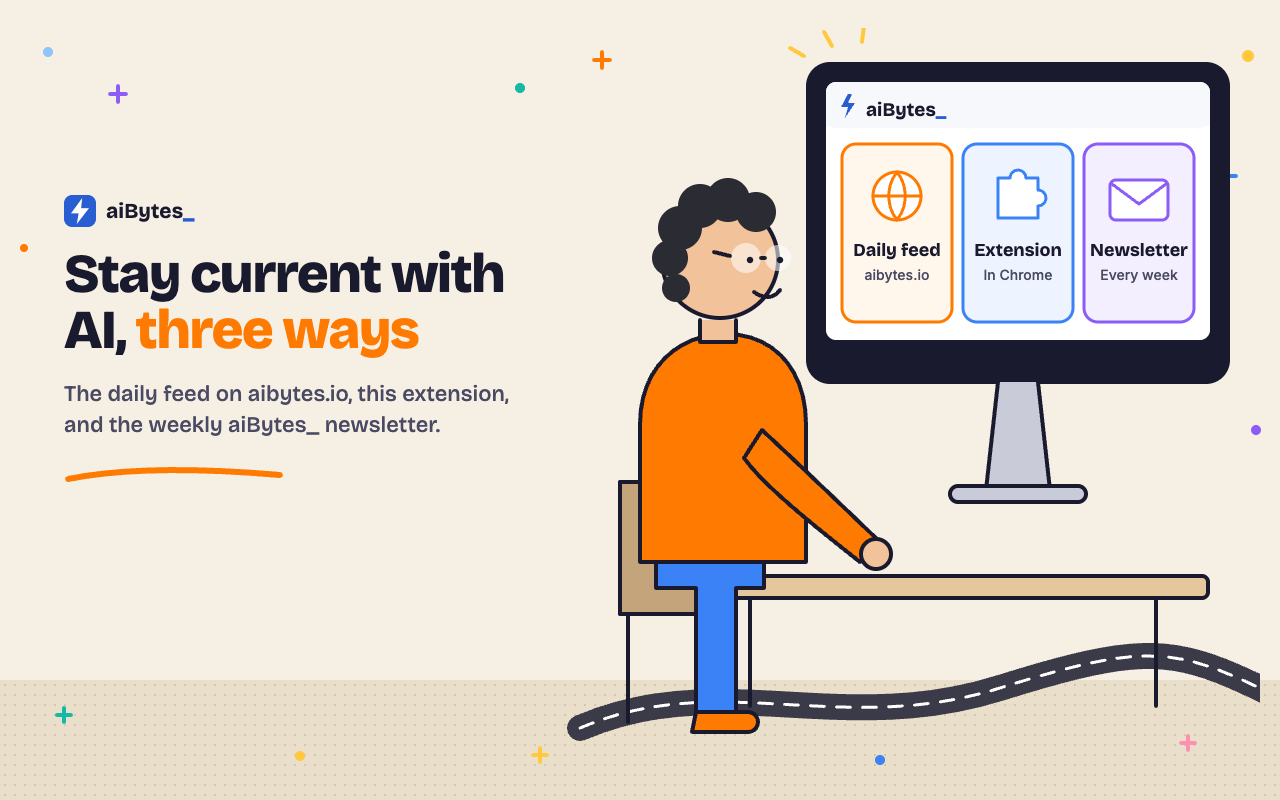 aiBytes_
Stay current with
AI, three ways
The daily feed on aibytes.io, this extension,
and the weekly aiBytes_ newsletter.
aiBytes_
Daily feed
aibytes.io
Extension
In Chrome
Newsletter
Every week